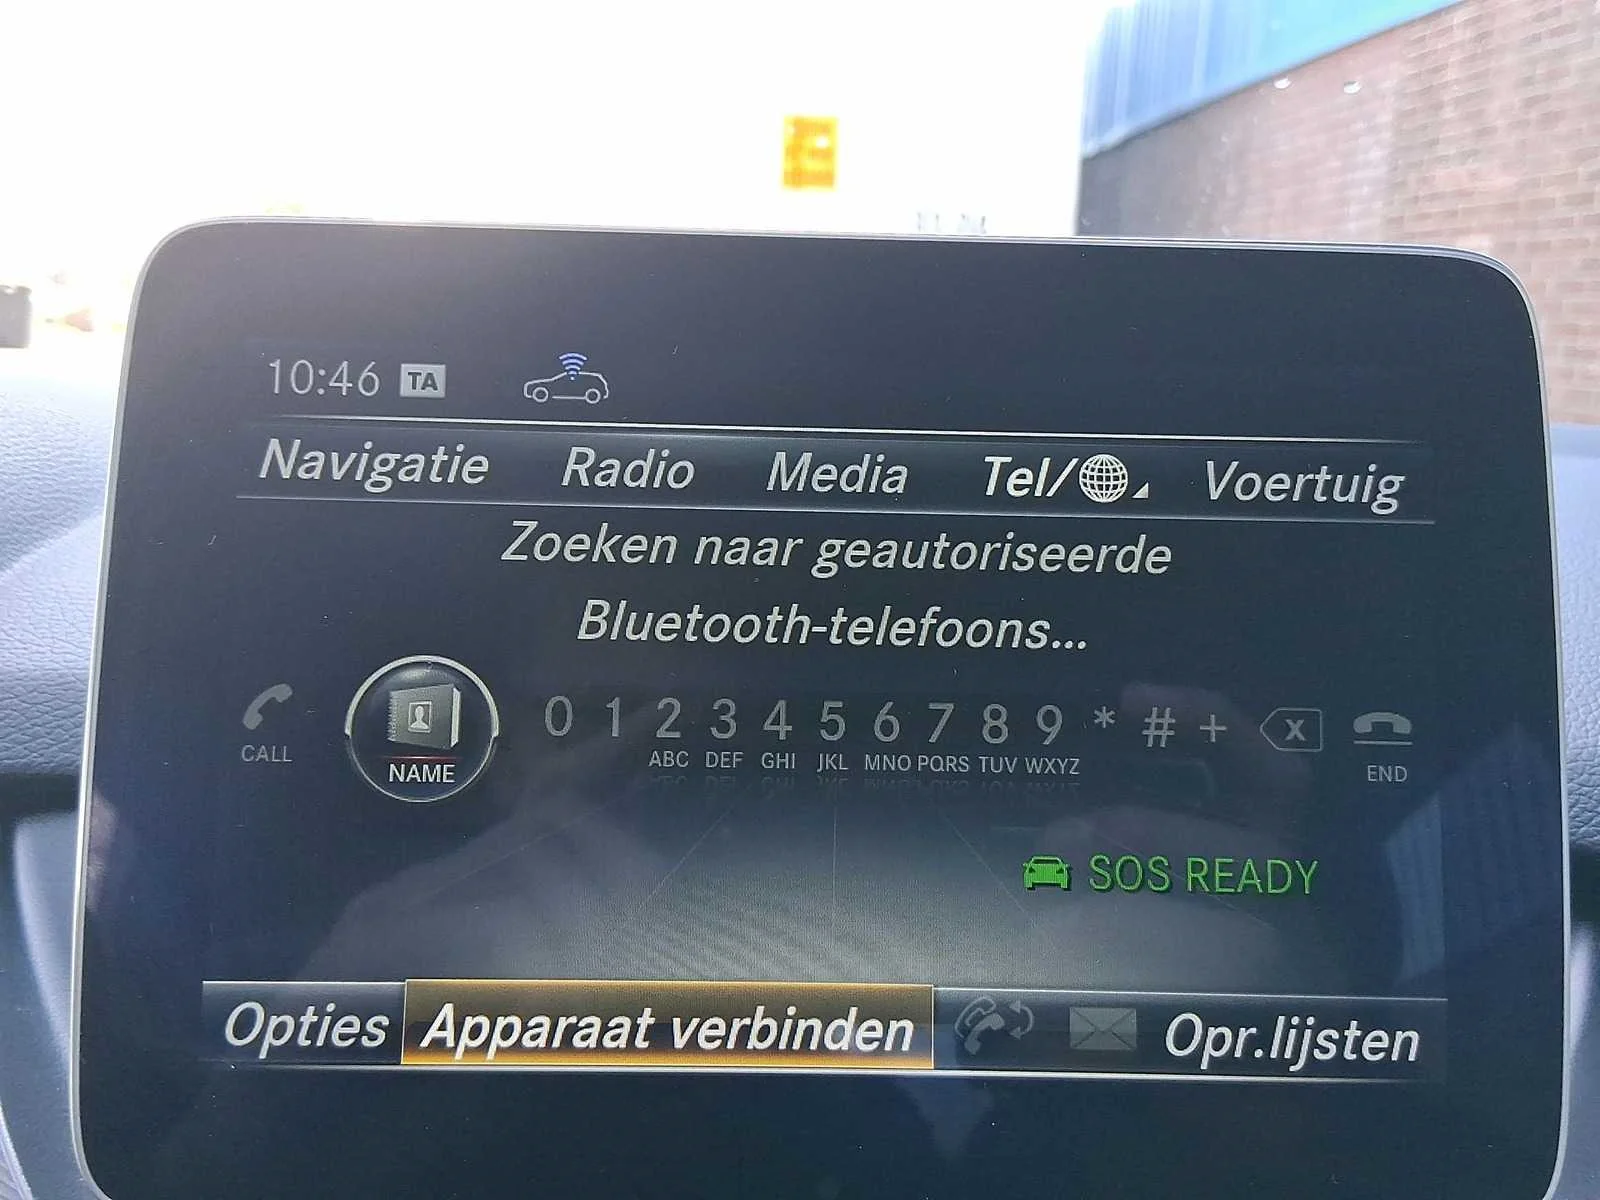 10:46 TA
Navigatie Radio Media Tel/ Voertuig
Zoeken naar geautoriseerde
Bluetooth-telefoons...
0 1 2 3 4 5 6 7 8 9 * # + x
ABC DEF GHI JKL MNO PQRS TUV WXYZ
CALL NAME END
SOS READY
Opties Apparaat verbinden Opr.lijsten